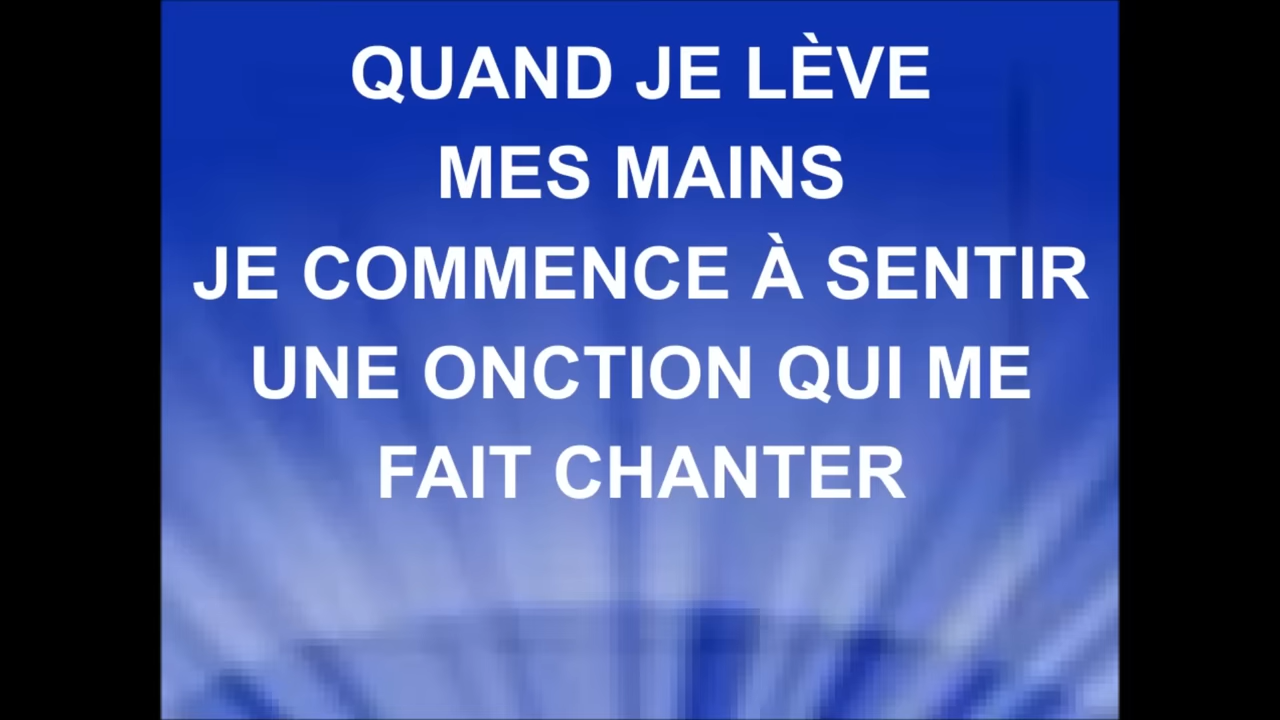 QUAND JE LÈVE
MES MAINS
JE COMMENCE À SENTIR
UNE ONCTION QUI ME
FAIT CHANTER